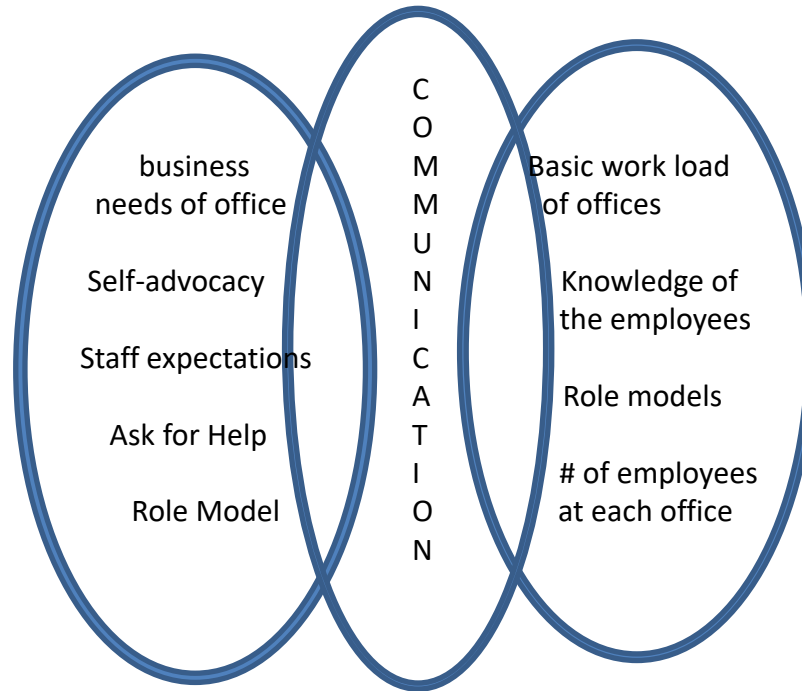 business
needs of office
Self-advocacy
Staff expectations
Ask for Help
Role Model
C
O
M
M
U
N
I
C
A
T
I
O
N
Basic work load
of offices
Knowledge of
the employees
Role models
# of employees
at each office